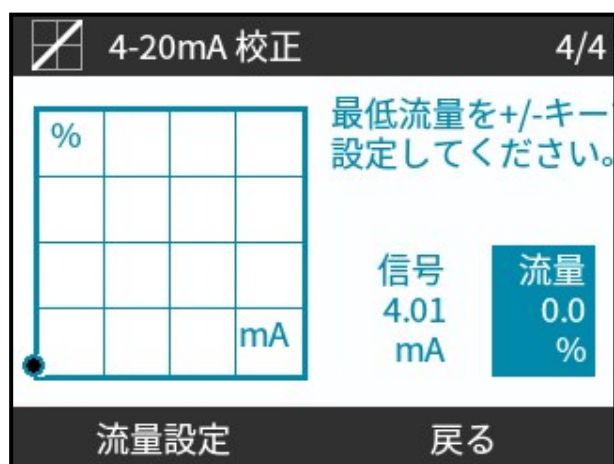 4-20mA 校正 4/4
最低流量を+/-キー
設定してください。
%
mA
信号 流量
4.01 0.0
mA %
流量設定 戻る